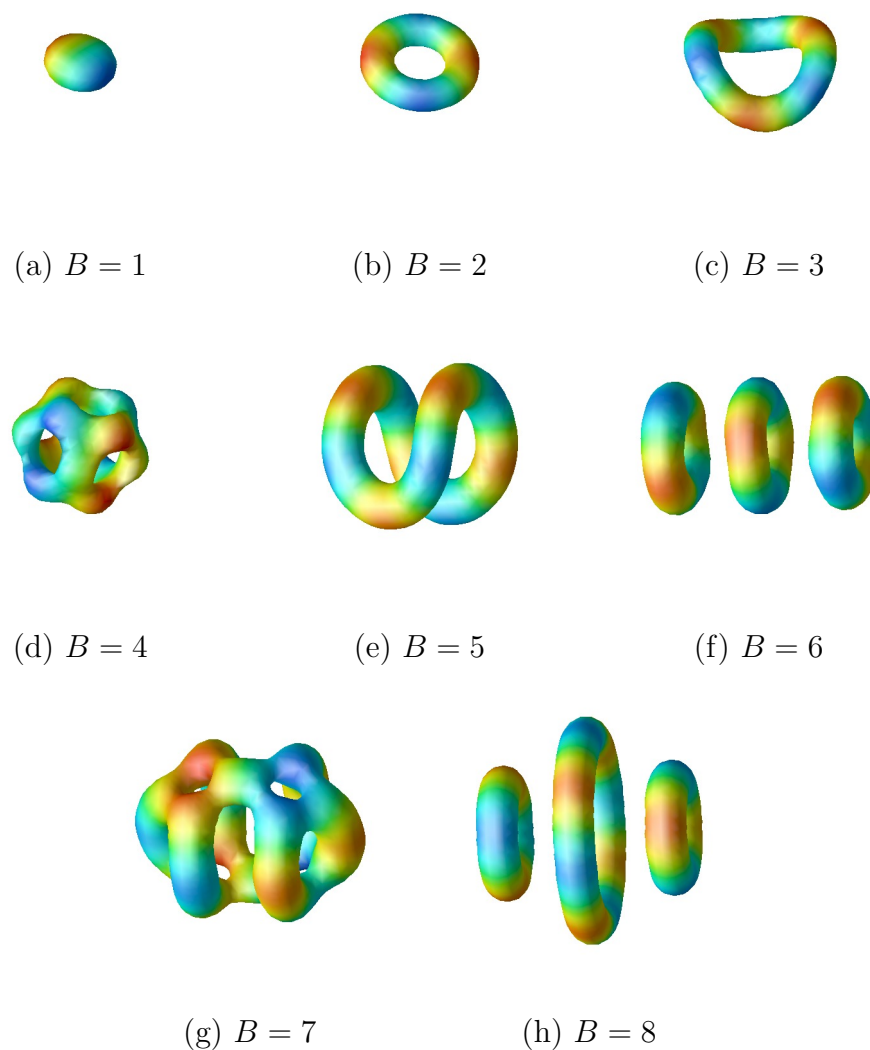 (a) B = 1
(b) B = 2
(c) B = 3
(d) B = 4
(e) B = 5
(f) B = 6
(g) B = 7
(h) B = 8